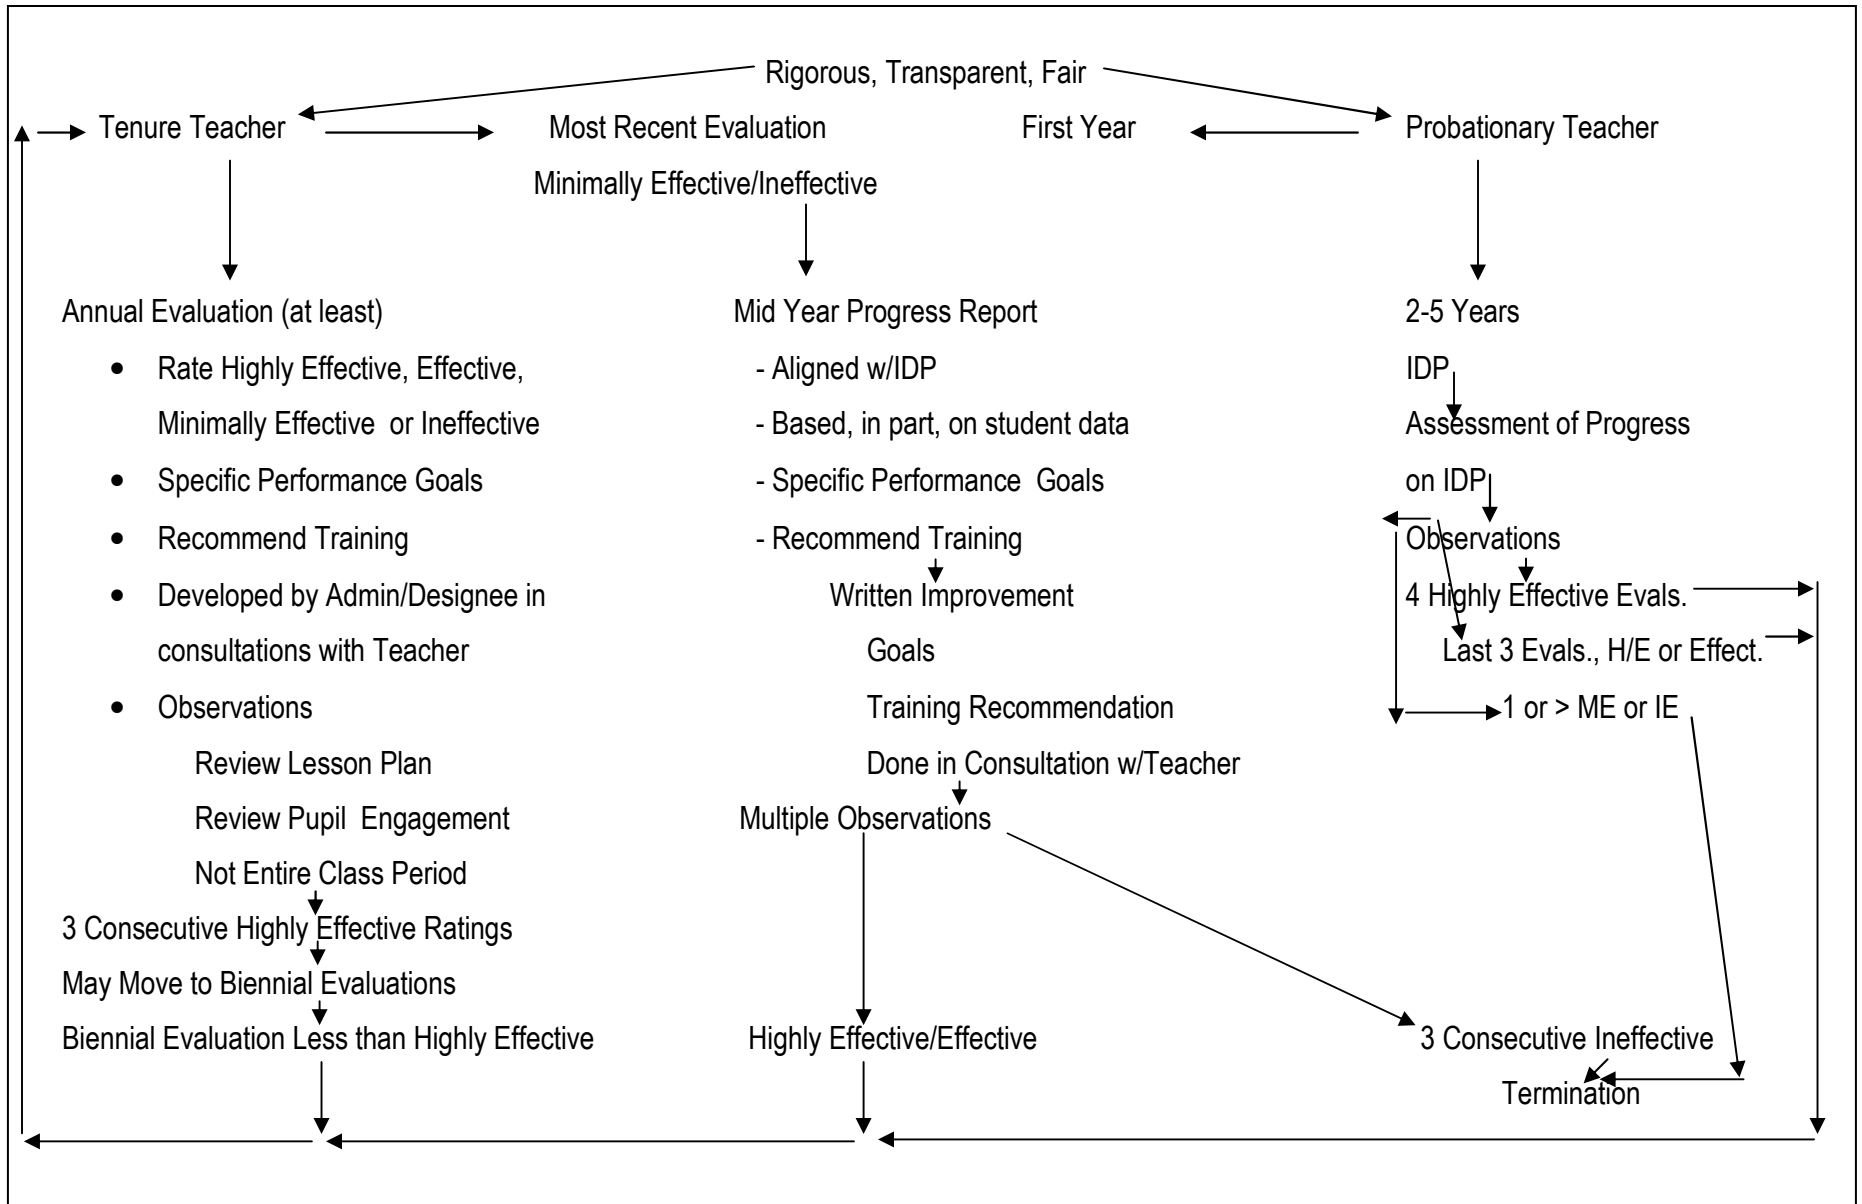 Rigorous, Transparent, Fair
Tenure Teacher
Most Recent Evaluation
Minimally Effective/Ineffective
First Year
Probationary Teacher
Annual Evaluation (at least)
• Rate Highly Effective, Effective,
Minimally Effective or Ineffective
• Specific Performance Goals
• Recommend Training
• Developed by Admin/Designee in
consultations with Teacher
• Observations
Review Lesson Plan
Review Pupil Engagement
Not Entire Class Period
3 Consecutive Highly Effective Ratings
May Move to Biennial Evaluations
Biennial Evaluation Less than Highly Effective
Mid Year Progress Report
- Aligned w/IDP
- Based, in part, on student data
- Specific Performance Goals
- Recommend Training
Written Improvement
Goals
Training Recommendation
Done in Consultation w/Teacher
Multiple Observations
Highly Effective/Effective
2-5 Years
IDP
Assessment of Progress
on IDP
Observations
4 Highly Effective Evals.
Last 3 Evals., H/E or Effect.
1 or > ME or IE
3 Consecutive Ineffective
Termination